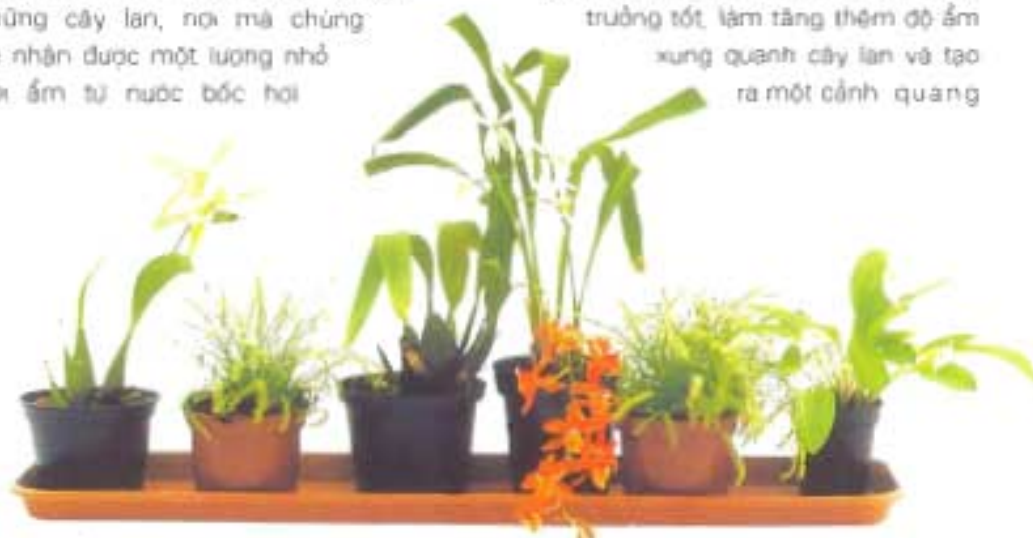 ững cây lan, nơi mà chúng
nhận được một lượng nhỏ
ẩm từ nước bốc hơi
trưởng tốt, làm tăng thêm độ ẩm
xung quanh cây lan và tạo
ra một cảnh quang